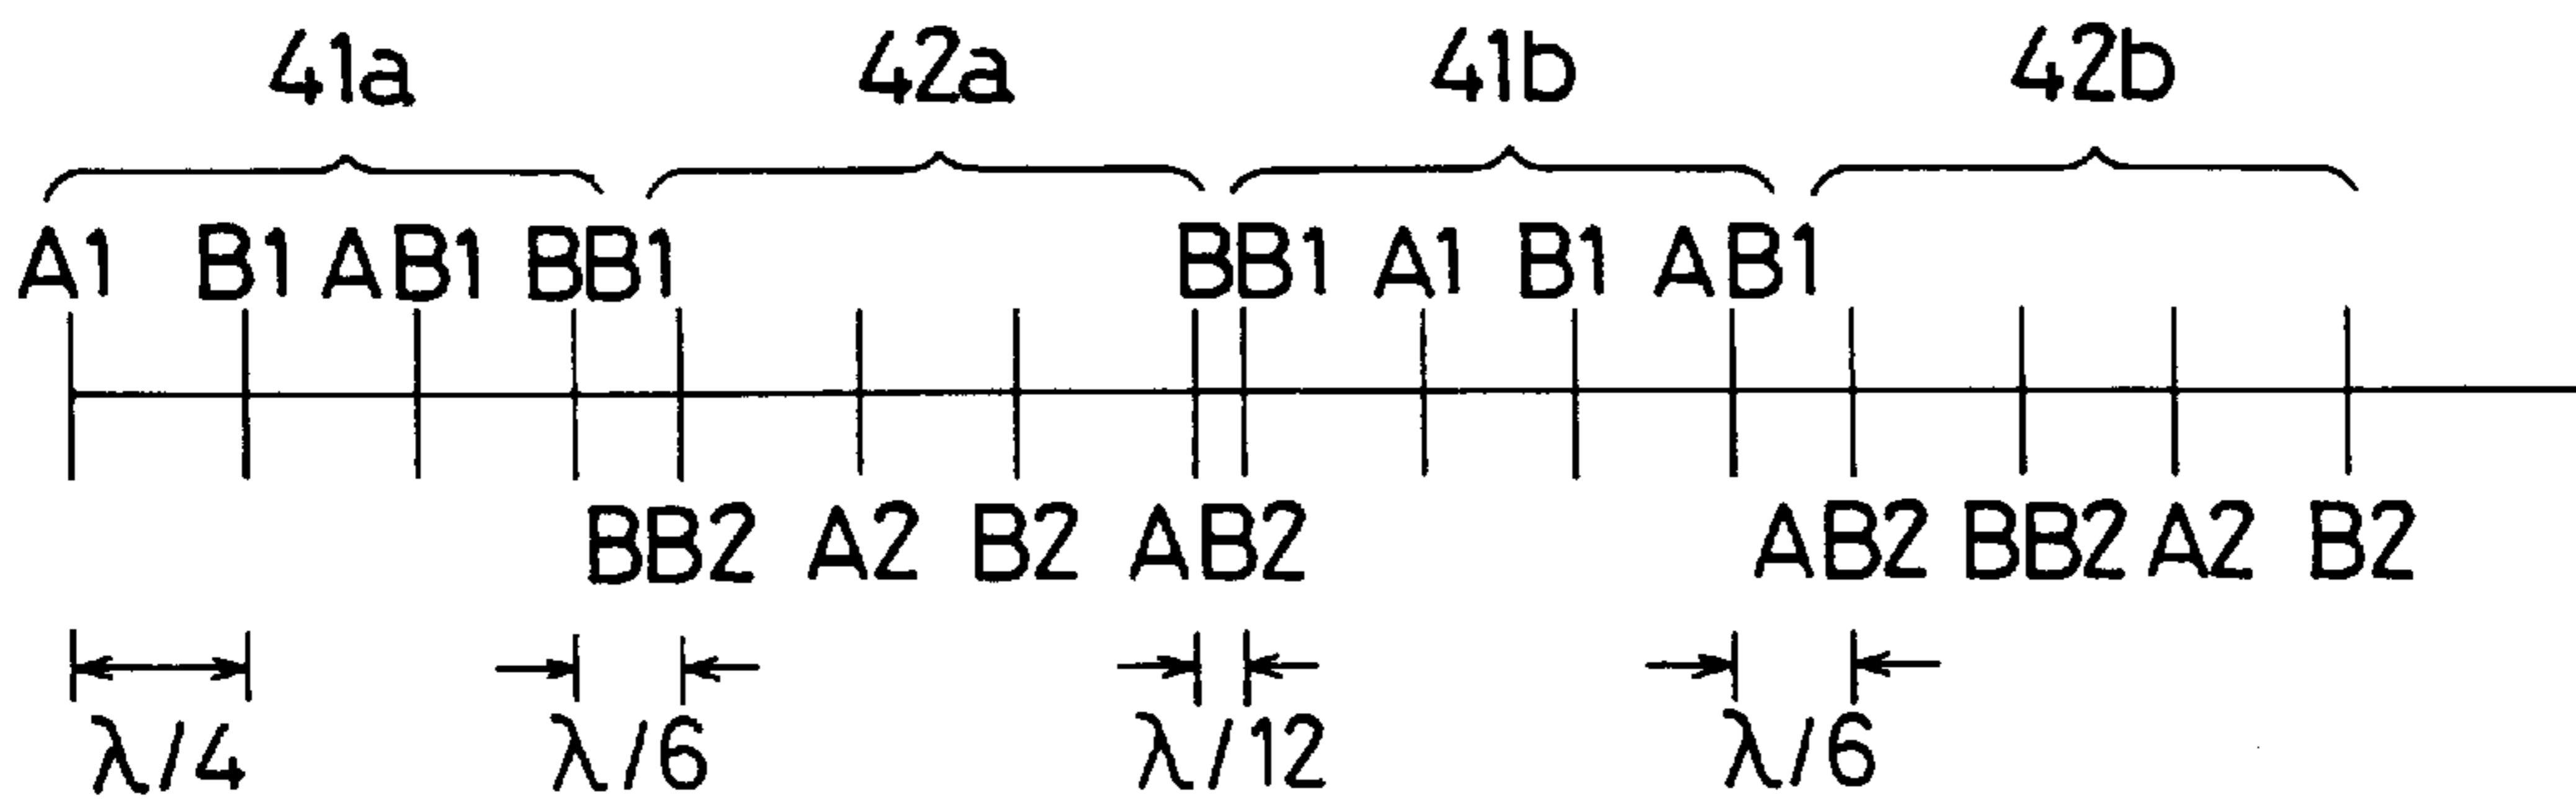 41a 42a 41b 42b
A1 B1 AB1 BB1 BB1 A1 B1 AB1
BB2 A2 B2 AB2 AB2 BB2 A2 B2
λ/4 λ/6 λ/12 λ/6